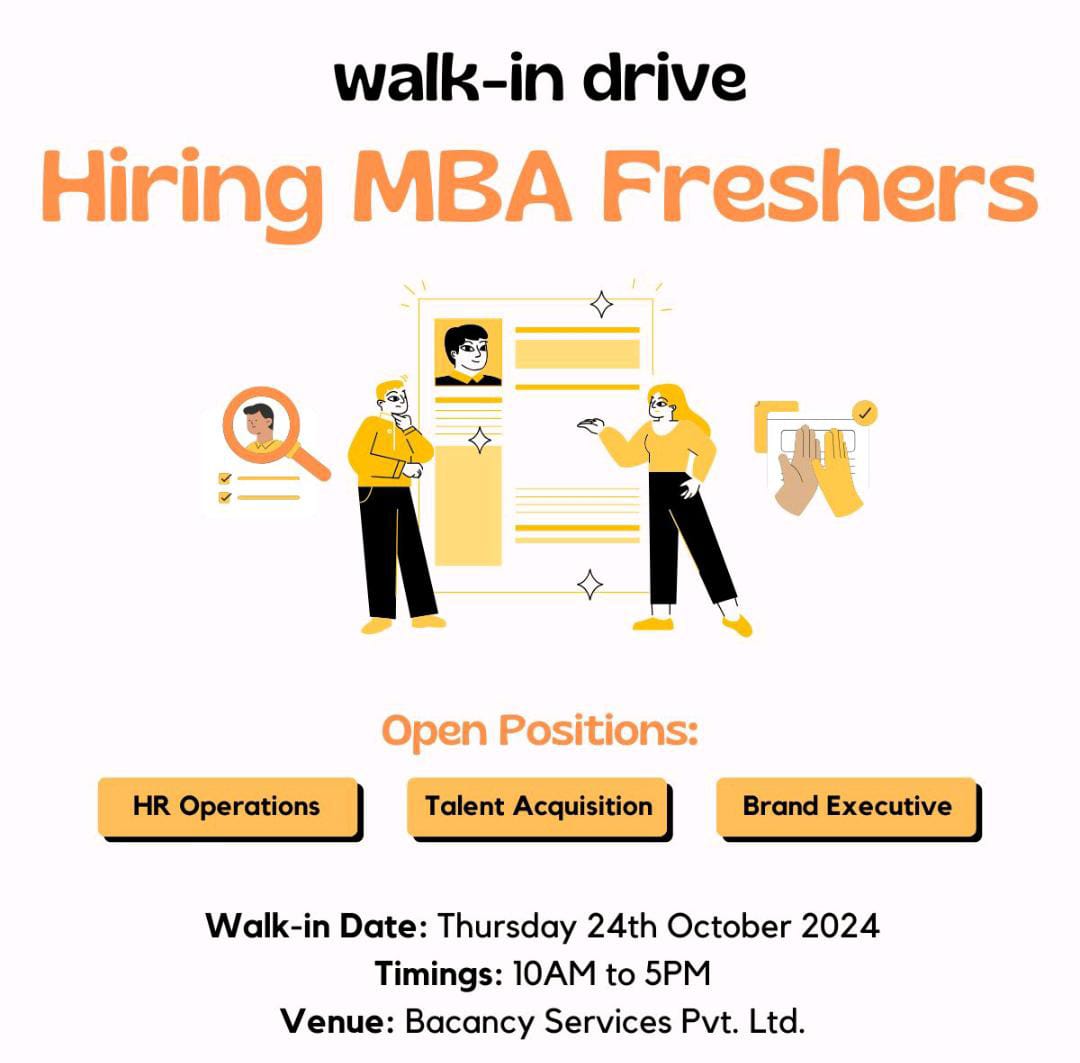 walk-in drive
Hiring MBA Freshers
Open Positions:
HR Operations
Talent Acquisition
Brand Executive
Walk-in Date: Thursday 24th October 2024
Timings: 10AM to 5PM
Venue: Bacancy Services Pvt. Ltd.